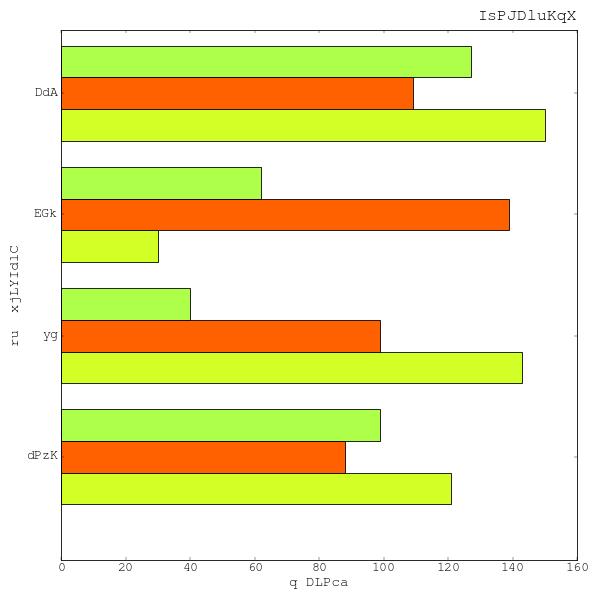 IsPJDluKqX
DdA
EGk
yg
dPzK
ru xjLYIdlC
0 20 40 60 80 100 120 140 160
q DLPca